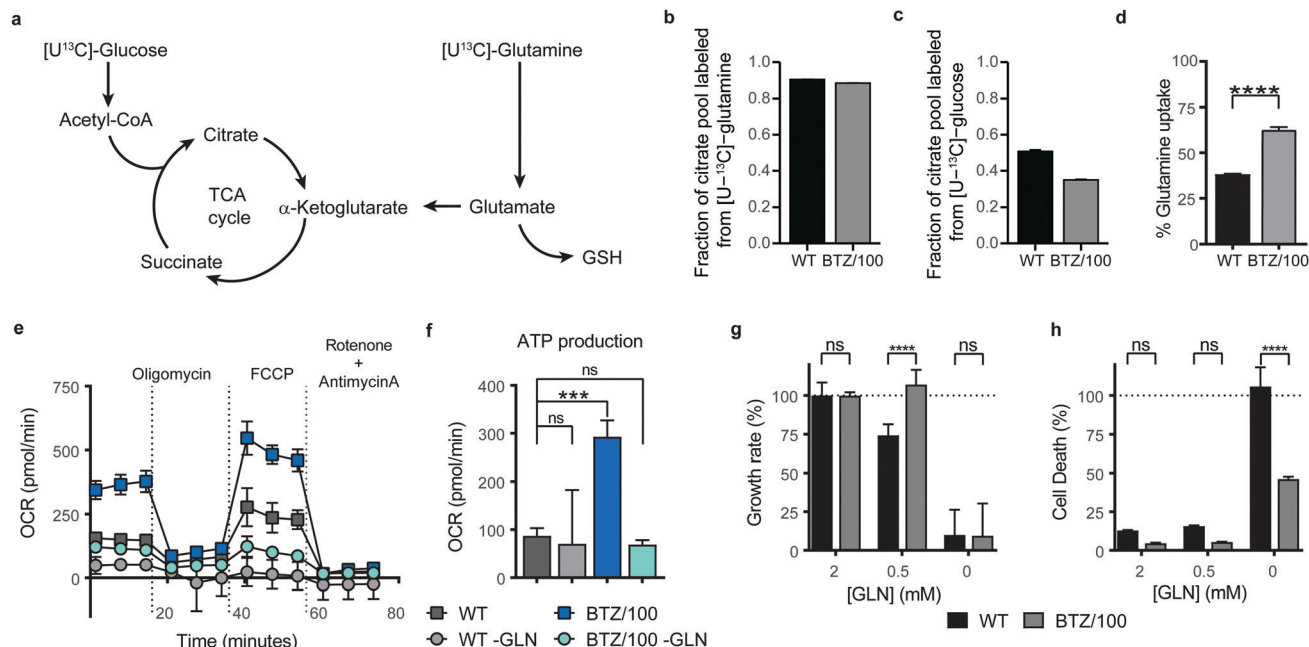 a
[U¹³C]-Glucose
[U¹³C]-Glutamine
Acetyl-CoA
Citrate
TCA
cycle
α-Ketoglutarate
Glutamate
Succinate
GSH
b
Fraction of citrate pool labeled
from [U–¹³C]–glutamine
1.0
0.8
0.6
0.4
0.2
0.0
WT BTZ/100
c
Fraction of citrate pool labeled
from [U–¹³C]–glucose
1.0
0.8
0.6
0.4
0.2
0.0
WT BTZ/100
d
% Glutamine uptake
100
75
50
25
0
****
WT BTZ/100
e
Oligomycin
FCCP
Rotenone
+
AntimycinA
OCR (pmol/min)
750
500
250
0
20
40
60
80
Time (minutes)
f
ATP production
OCR (pmol/min)
400
300
200
100
0
ns
***
ns
WT
BTZ/100
WT -GLN
BTZ/100 -GLN
g
Growth rate (%)
125
100
75
50
25
0
ns
****
ns
2
0.5
0
[GLN] (mM)
h
Cell Death (%)
125
100
75
50
25
0
ns
ns
****
2
0.5
0
[GLN] (mM)
WT
BTZ/100